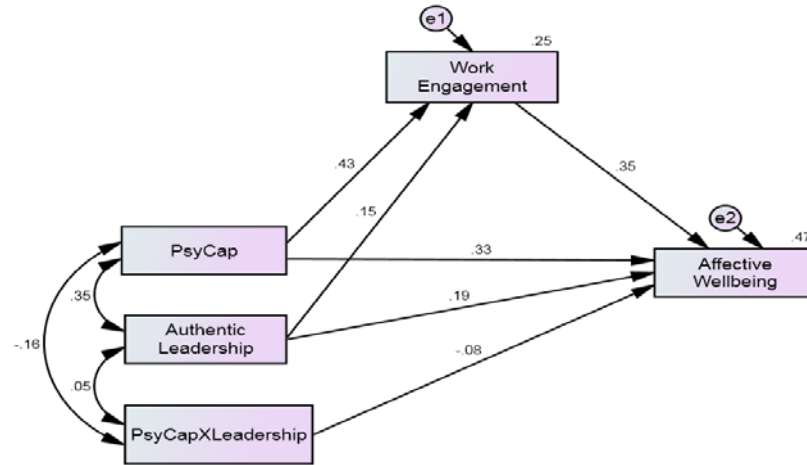 e1
.25
Work
Engagement
.43
.15
.35
e2
.47
PsyCap
.33
Affective
Wellbeing
.35
.19
Authentic
Leadership
-.16
-.08
.05
PsyCapXLeadership